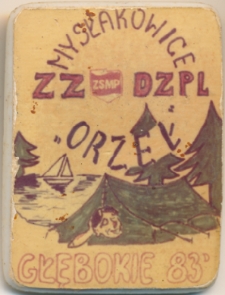 MYSŁAKOWICE
ZZ ZSMP DZPL
"ORZEŁ"
GŁĘBOKIE 83'